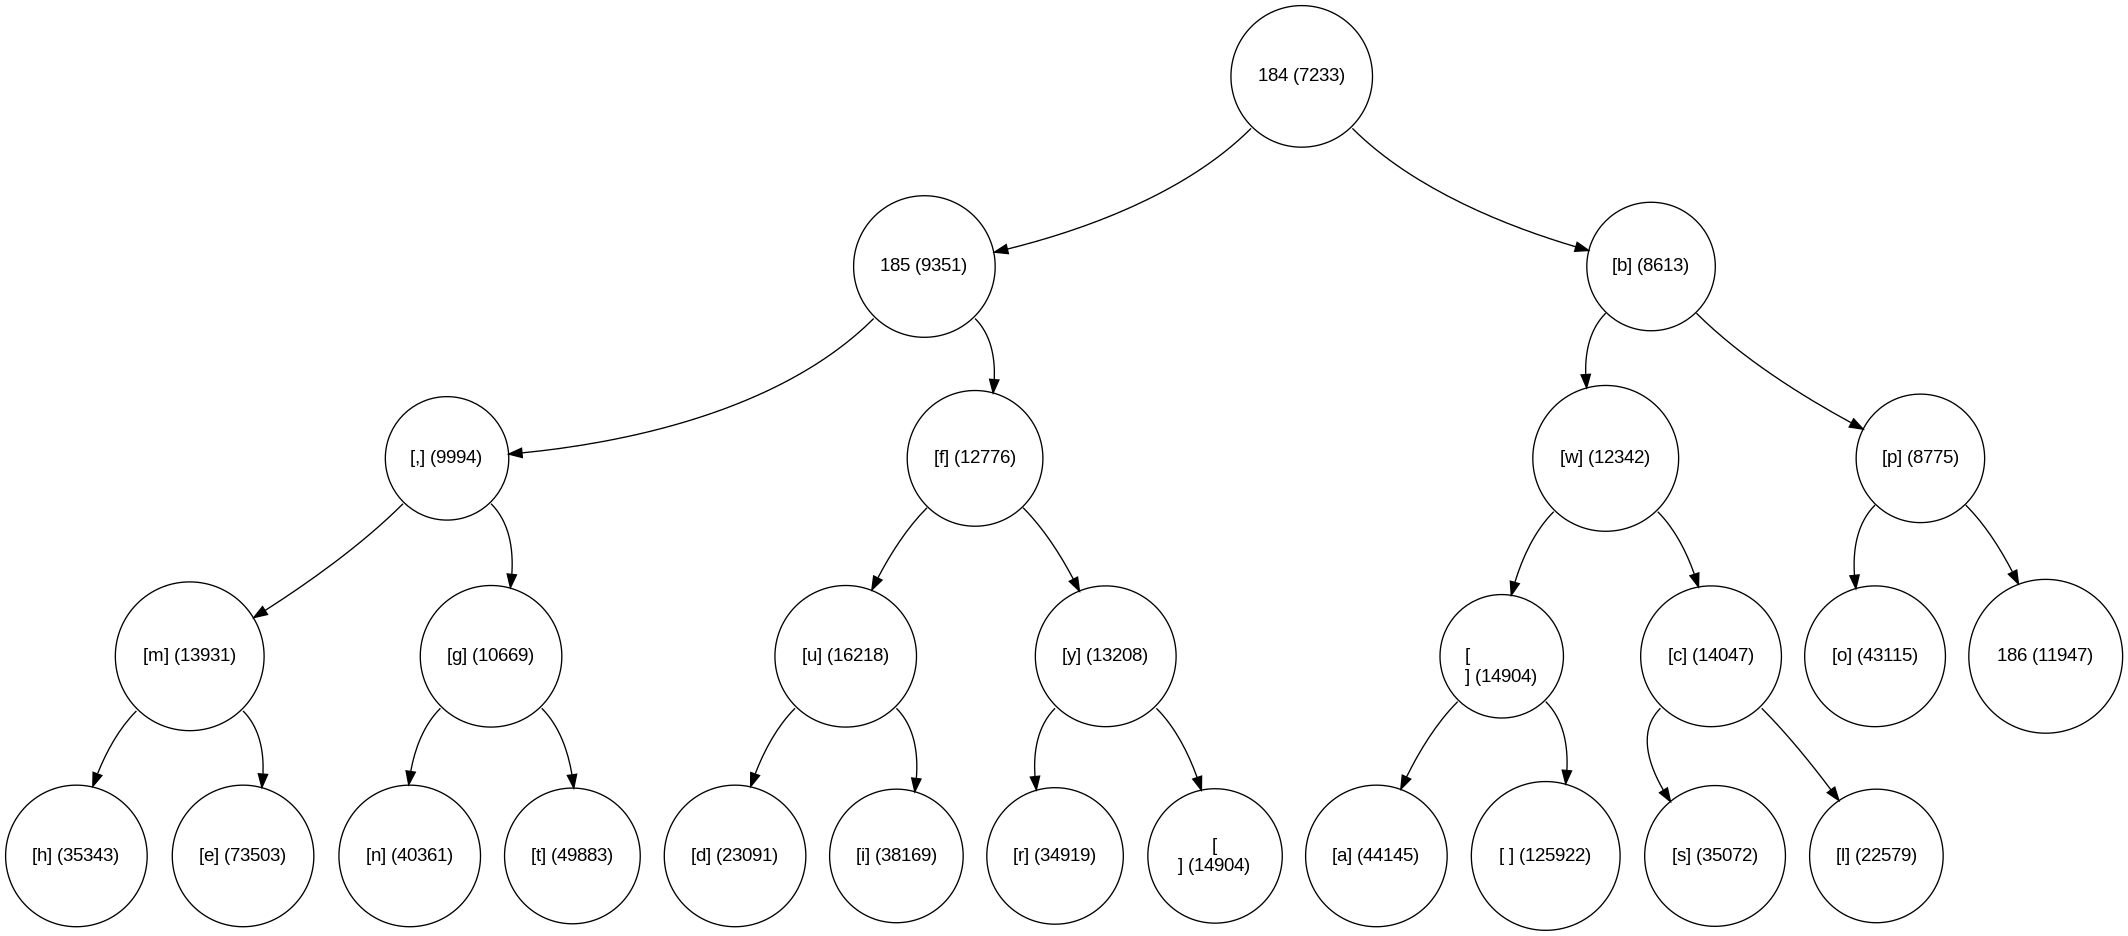 184 (7233)
185 (9351)
[b] (8613)
[,] (9994)
[f] (12776)
[w] (12342)
[p] (8775)
[m] (13931)
[g] (10669)
[u] (16218)
[y] (13208)
[
] (14904)
[c] (14047)
[o] (43115)
186 (11947)
[h] (35343)
[e] (73503)
[n] (40361)
[t] (49883)
[d] (23091)
[i] (38169)
[r] (34919)
[
] (14904)
[a] (44145)
[ ] (125922)
[s] (35072)
[l] (22579)